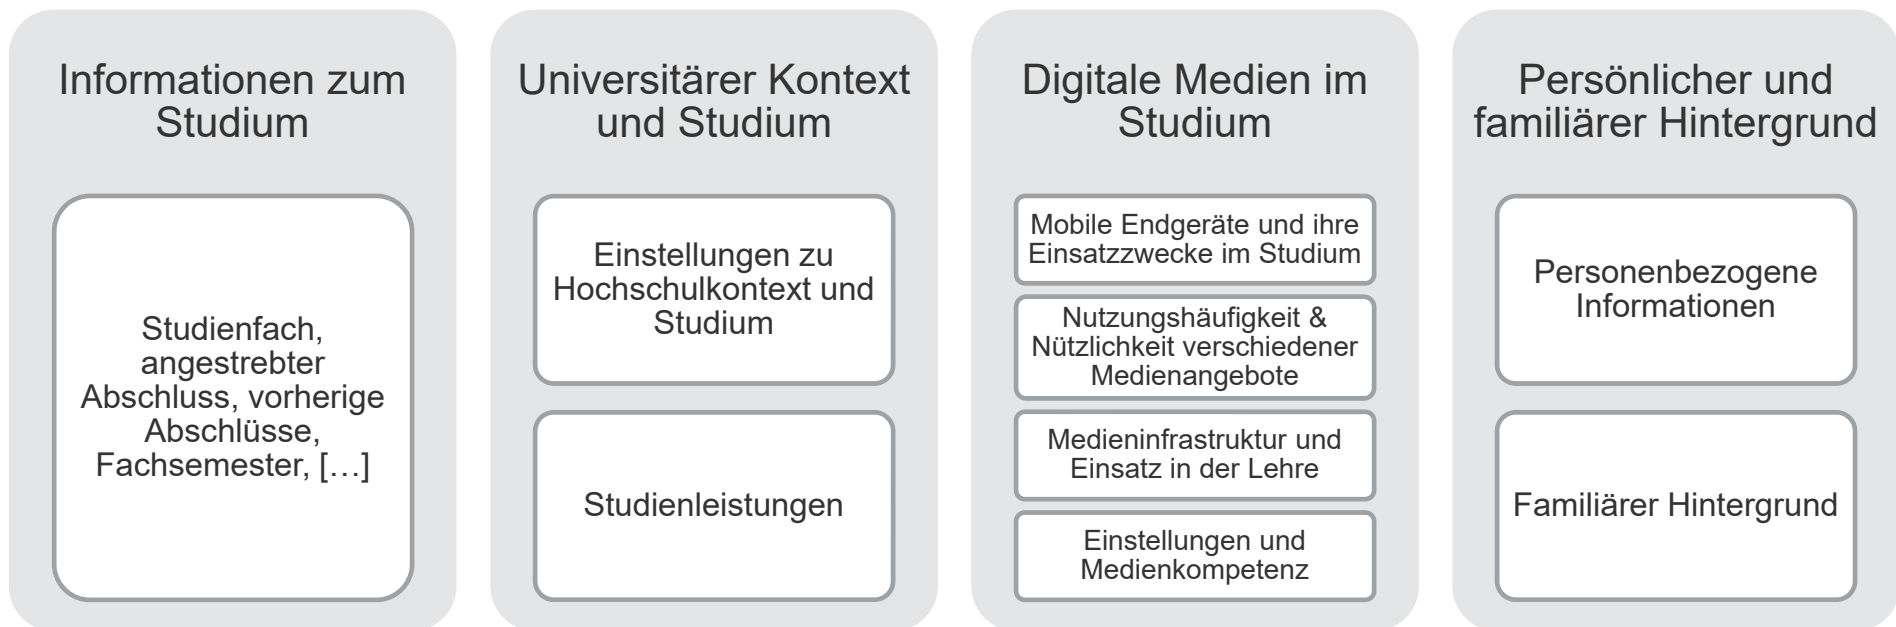 Informationen zum
Studium
Studienfach,
angestrebter
Abschluss, vorherige
Abschlüsse,
Fachsemester, […]
Universitärer Kontext
und Studium
Einstellungen zu
Hochschulkontext und
Studium
Studienleistungen
Digitale Medien im
Studium
Mobile Endgeräte und ihre
Einsatzzwecke im Studium
Nutzungshäufigkeit &
Nützlichkeit verschiedener
Medienangebote
Medieninfrastruktur und
Einsatz in der Lehre
Einstellungen und
Medienkompetenz
Persönlicher und
familiärer Hintergrund
Personenbezogene
Informationen
Familiärer Hintergrund